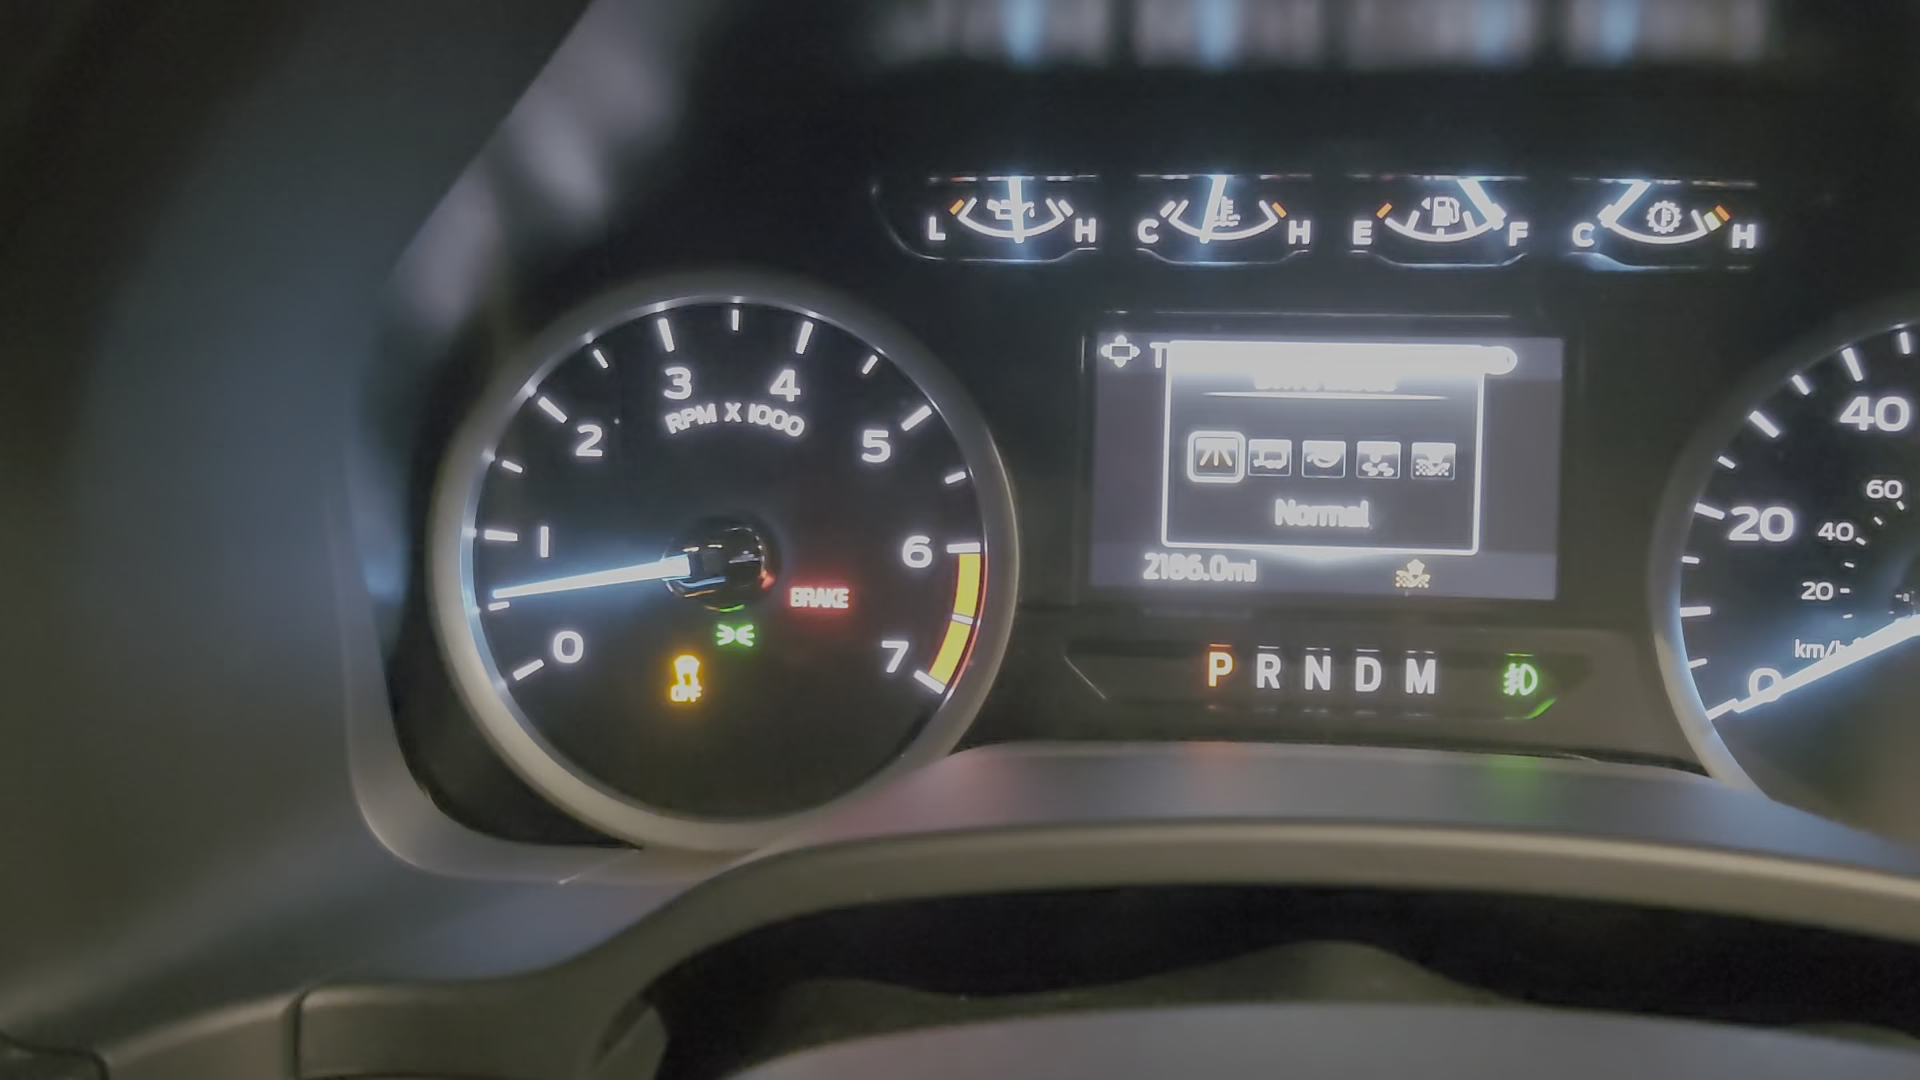 L H C H E F C H
3 4
RPM X 1000
2 5
1 6
0 7
BRAKE
OFF
Normal
2186.0mi
P R N D M
40
20
0
60
40
20
km/h